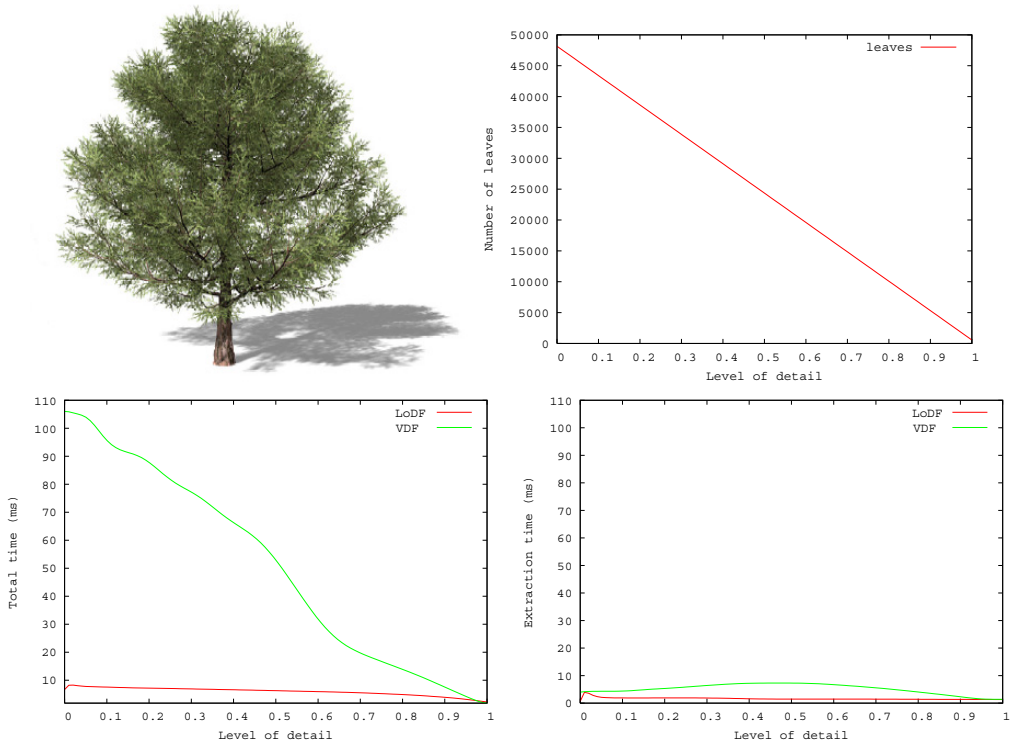 50000
45000
40000
35000
30000
25000
20000
15000
10000
5000
0
Number of leaves
leaves
0 0.1 0.2 0.3 0.4 0.5 0.6 0.7 0.8 0.9 1
Level of detail
110
100
90
80
70
60
50
40
30
20
10
Total time (ms)
LoDF
VDF
0 0.1 0.2 0.3 0.4 0.5 0.6 0.7 0.8 0.9 1
Level of detail
110
100
90
80
70
60
50
40
30
20
10
0
Extraction time (ms)
LoDF
VDF
0 0.1 0.2 0.3 0.4 0.5 0.6 0.7 0.8 0.9 1
Level of detail